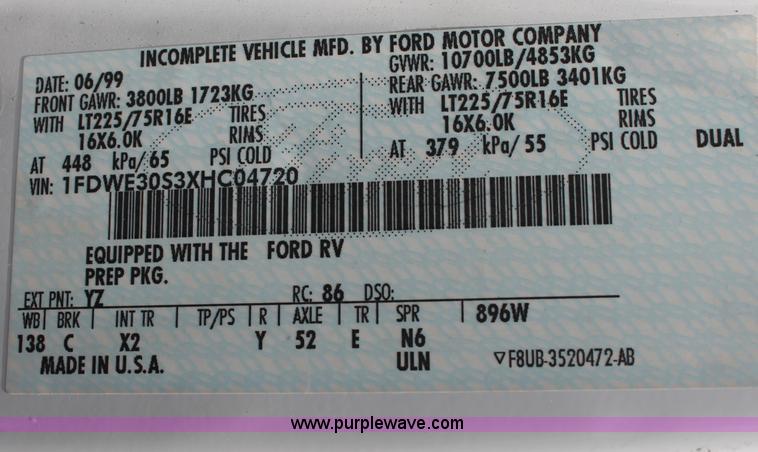 INCOMPLETE VEHICLE MFD. BY FORD MOTOR COMPANY
DATE: 06/99 GVWR: 10700LB/4853KG
FRONT GAWR: 3800LB 1723KG REAR GAWR: 7500LB 3401KG
WITH LT225/75R16E TIRES WITH LT225/75R16E TIRES
16X6.0K RIMS 16X6.0K RIMS
AT 448 kPa/65 PSI COLD AT 379 kPa/55 PSI COLD DUAL
VIN: 1FDWE30S3XHC04720
EQUIPPED WITH THE FORD RV
PREP PKG.
EXT PNT: YZ RC: 86 DSO:
WB BRK INT TR TP/PS R AXLE TR SPR 896W
138 C X2 Y 52 E N6
MADE IN U.S.A. ULN ▽F8UB-3520472-AB
www.purplewave.com